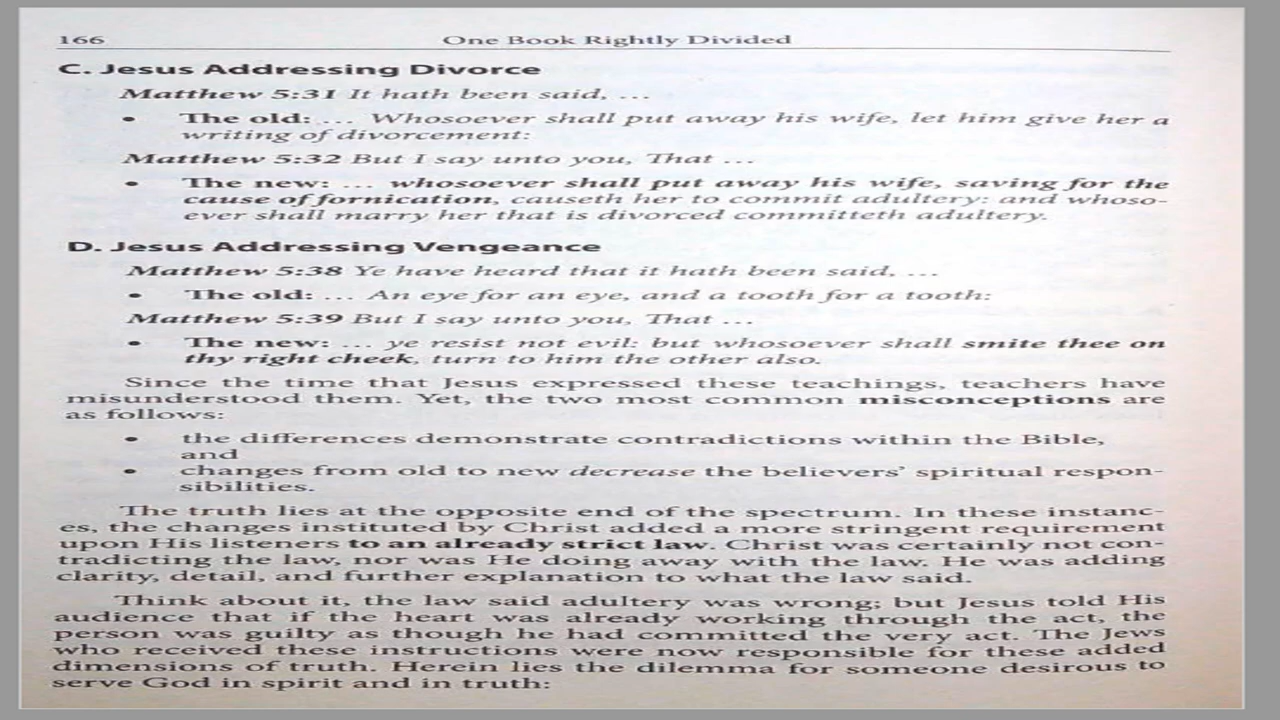 166 One Book Rightly Divided
C. Jesus Addressing Divorce
Matthew 5:31 It hath been said, ...
• The old: ... Whosoever shall put away his wife, let him give her a
writing of divorcement:
Matthew 5:32 But I say unto you, That ...
• The new: ... whosoever shall put away his wife, saving for the
cause of fornication, causeth her to commit adultery: and whoso-
ever shall marry her that is divorced committeth adultery.
D. Jesus Addressing Vengeance
Matthew 5:38 Ye have heard that it hath been said, ...
• The old: ... An eye for an eye, and a tooth for a tooth:
Matthew 5:39 But I say unto you, That ...
• The new: ... ye resist not evil: but whosoever shall smite thee on
thy right cheek, turn to him the other also.
Since the time that Jesus expressed these teachings, teachers have
misunderstood them. Yet, the two most common misconceptions are
as follows:
• the differences demonstrate contradictions within the Bible,
and
• changes from old to new decrease the believers' spiritual respon-
sibilities.
The truth lies at the opposite end of the spectrum. In these instanc-
es, the changes instituted by Christ added a more stringent requirement
upon His listeners to an already strict law. Christ was certainly not con-
tradicting the law, nor was He doing away with the law. He was adding
clarity, detail, and further explanation to what the law said.
Think about it, the law said adultery was wrong; but Jesus told His
audience that if the heart was already working through the act, the
person was guilty as though he had committed the very act. The Jews
who received these instructions were now responsible for these added
dimensions of truth. Herein lies the dilemma for someone desirous to
serve God in spirit and in truth: